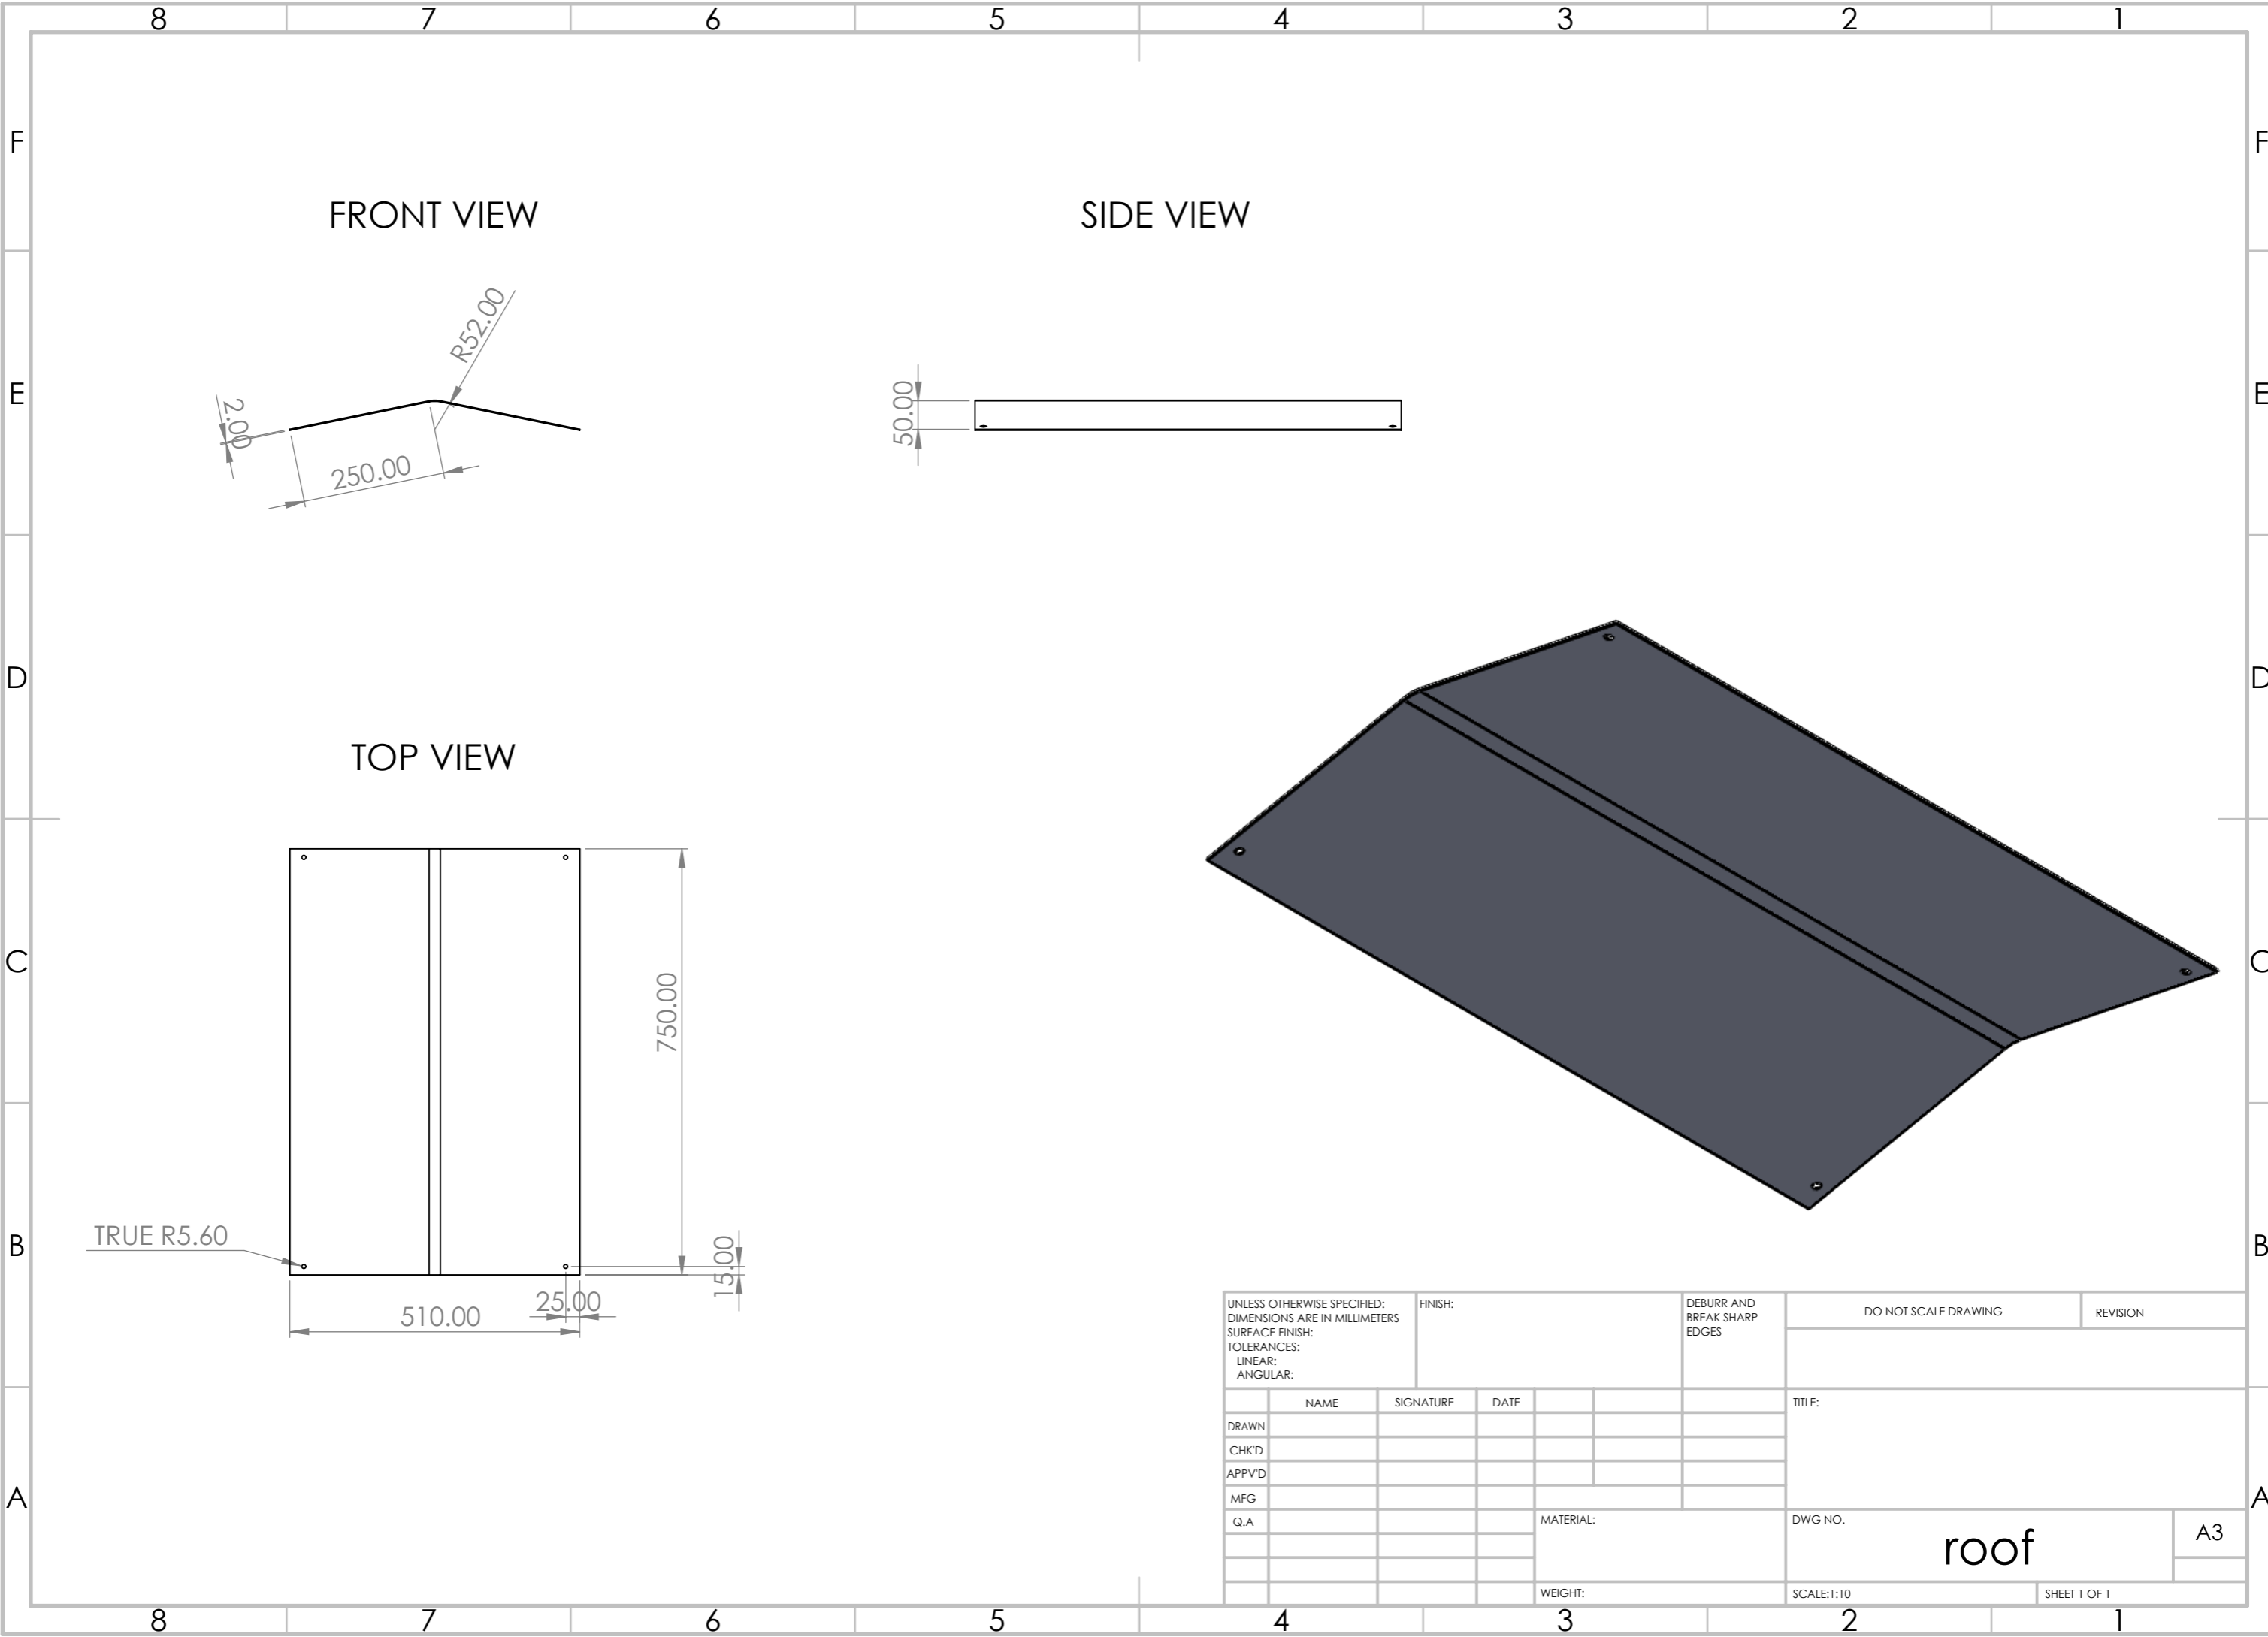 8 7 6 5 4 3 2 1
F F
FRONT VIEW SIDE VIEW
R52.00
E E
2.00
50.00
250.00
D D
TOP VIEW
C C
750.00
TRUE R5.60
B B
15.00
25.00
510.00
UNLESS OTHERWISE SPECIFIED:
DIMENSIONS ARE IN MILLIMETERS
SURFACE FINISH:
TOLERANCES:
LINEAR:
ANGULAR:
FINISH:
DEBURR AND
BREAK SHARP
EDGES
DO NOT SCALE DRAWING
REVISION
NAME SIGNATURE DATE
TITLE:
DRAWN
CHK'D
APPV'D
MFG
Q.A
A A
MATERIAL:
DWG NO.
roof
A3
WEIGHT:
SCALE:1:10
SHEET 1 OF 1
8 7 6 5 4 3 2 1